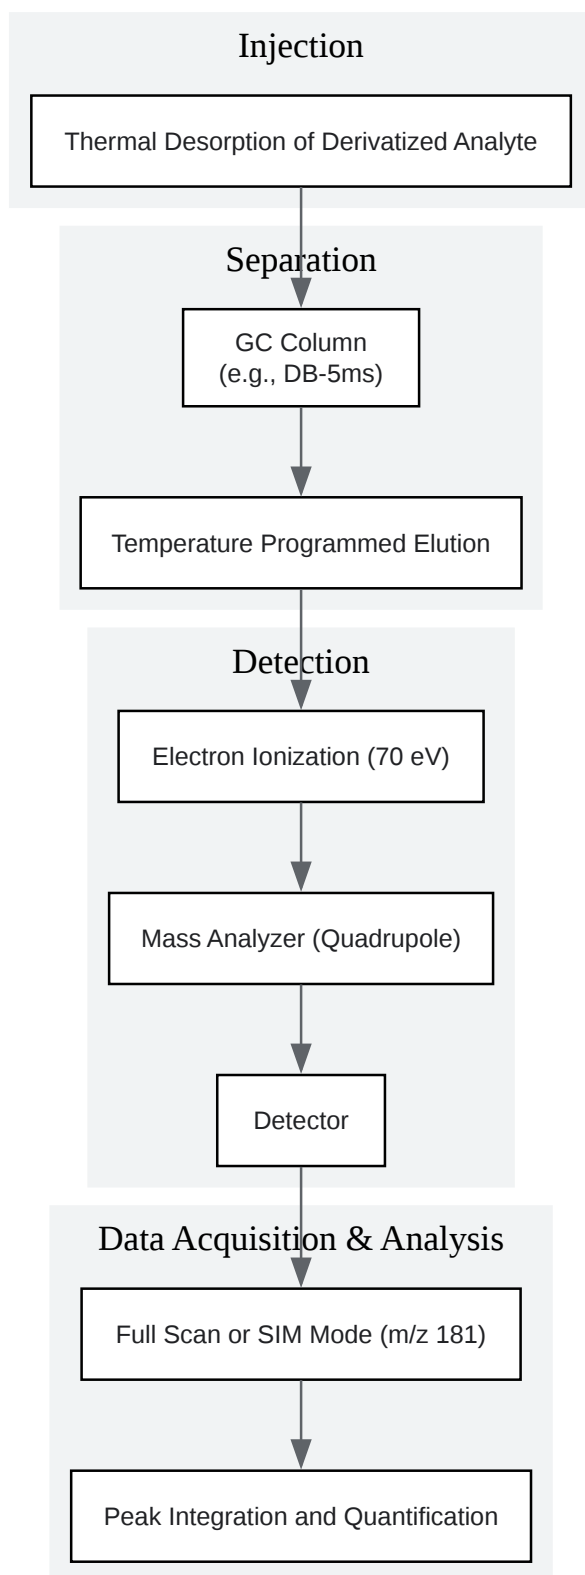 Injection
Thermal Desorption of Derivatized Analyte
Separation
GC Column
(e.g., DB-5ms)
Temperature Programmed Elution
Detection
Electron Ionization (70 eV)
Mass Analyzer (Quadrupole)
Detector
Data Acquisition & Analysis
Full Scan or SIM Mode (m/z 181)
Peak Integration and Quantification